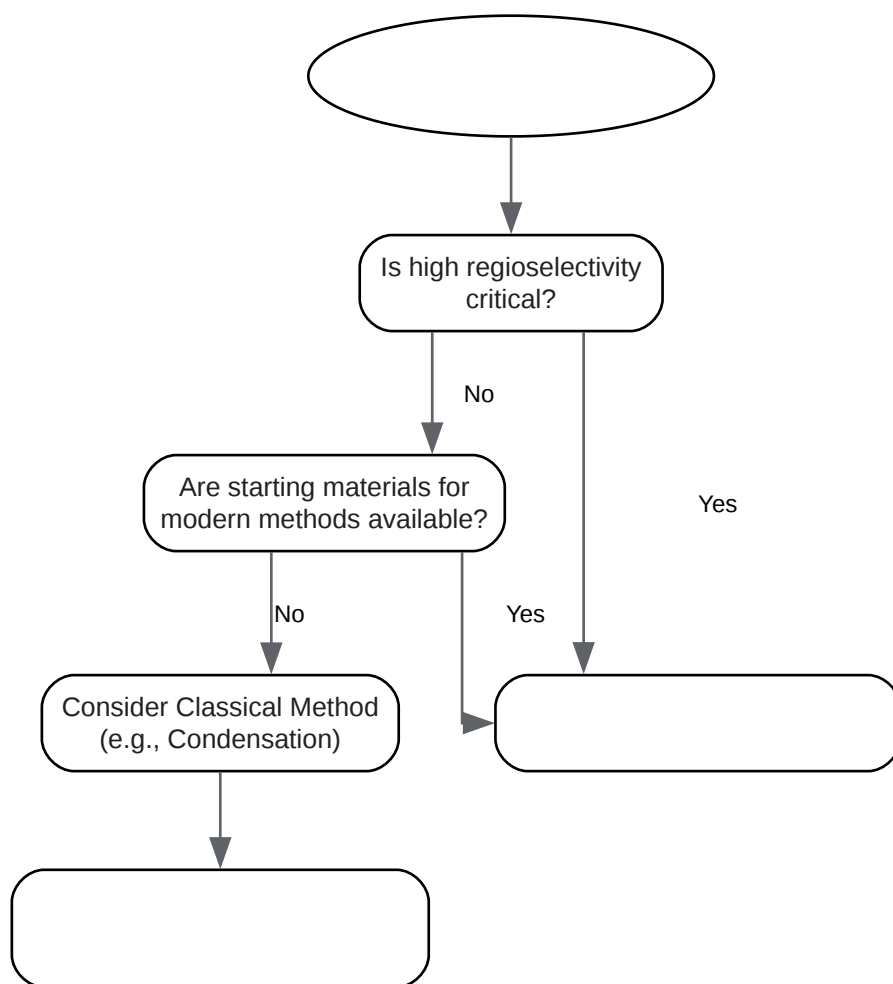 Is high regioselectivity
critical?
No
Are starting materials for
modern methods available?
Yes
No
Yes
Consider Classical Method
(e.g., Condensation)